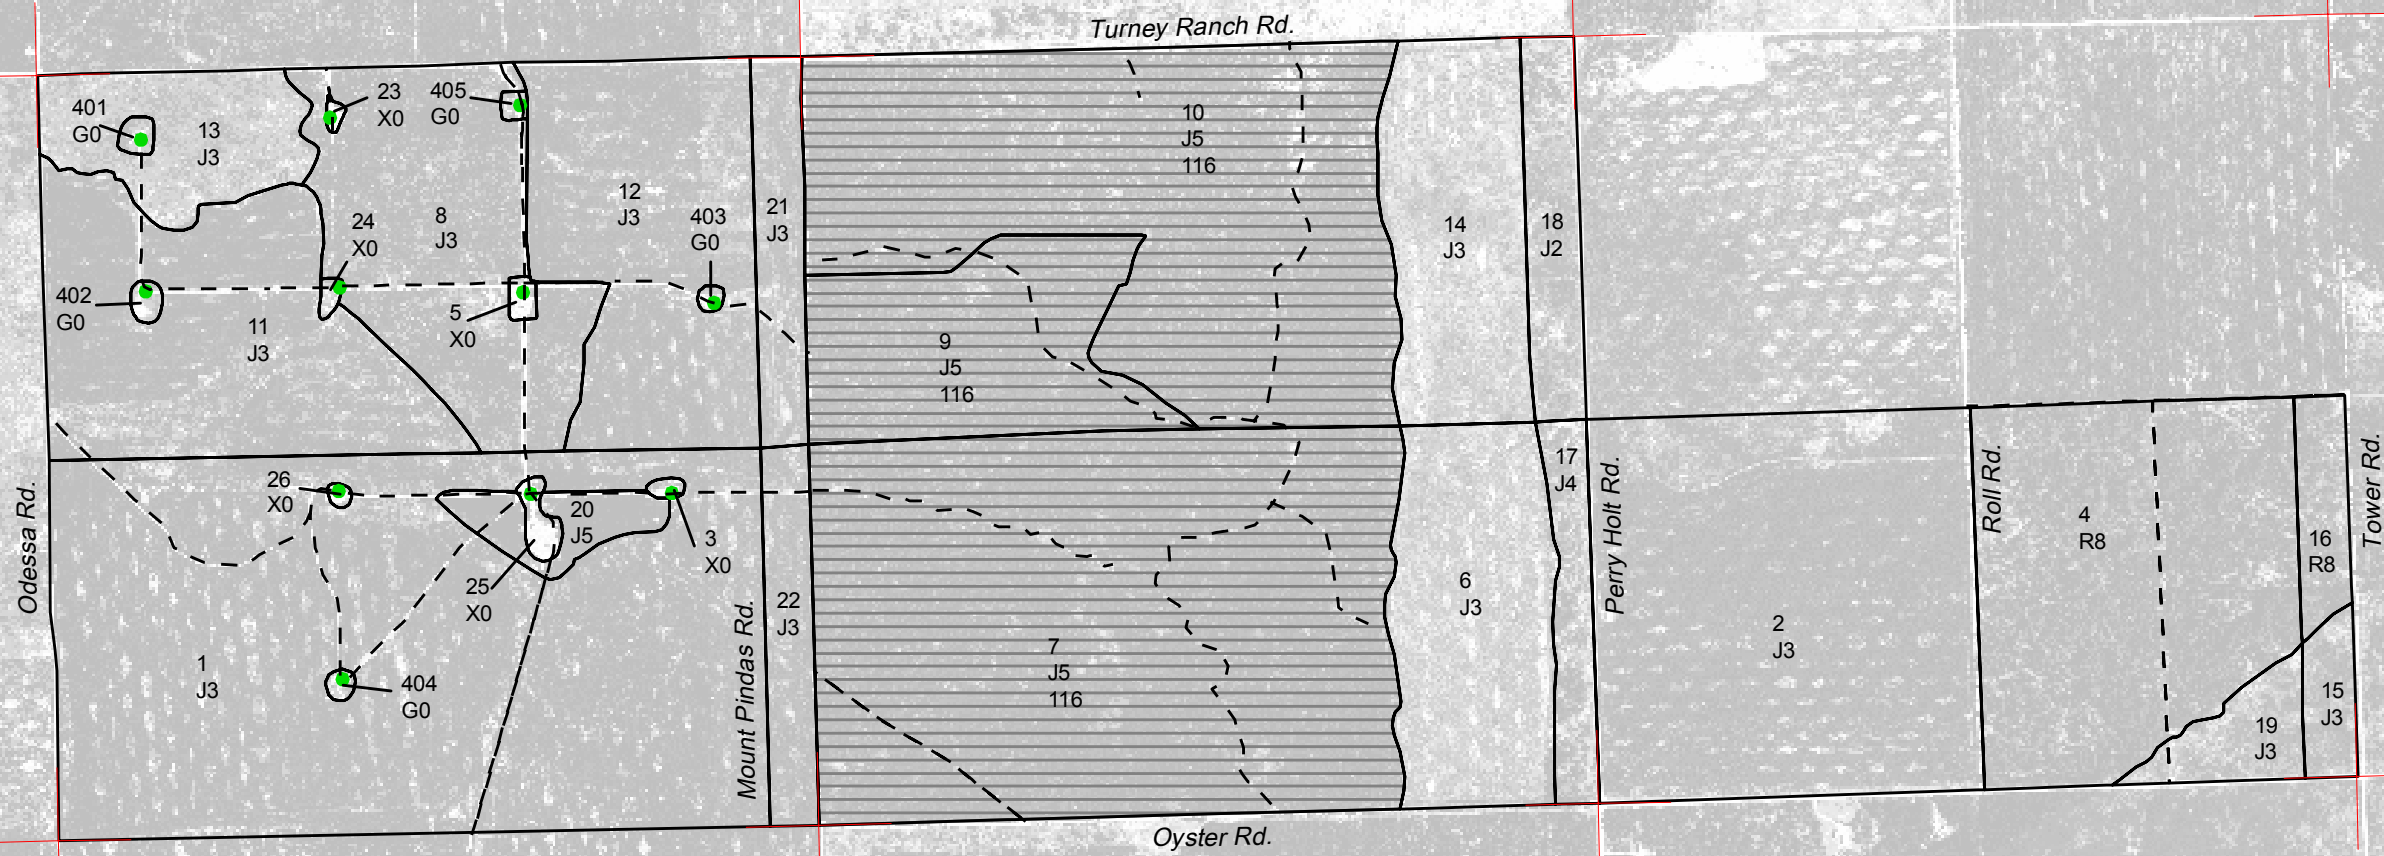 Turney Ranch Rd.
401
G0
13
J3
23
X0
405
G0
10
J5
116
12
J3
403
G0
21
J3
24
X0
8
J3
14
J3
18
J2
402
G0
11
J3
5
X0
9
J5
116
26
X0
20
J5
3
X0
25
X0
17
J4
Odessa Rd.
Mount Pindas Rd.
Perry Holt Rd.
Roll Rd.
Tower Rd.
4
R8
16
R8
22
J3
6
J3
2
J3
7
J5
116
1
J3
404
G0
19
J3
15
J3
Oyster Rd.